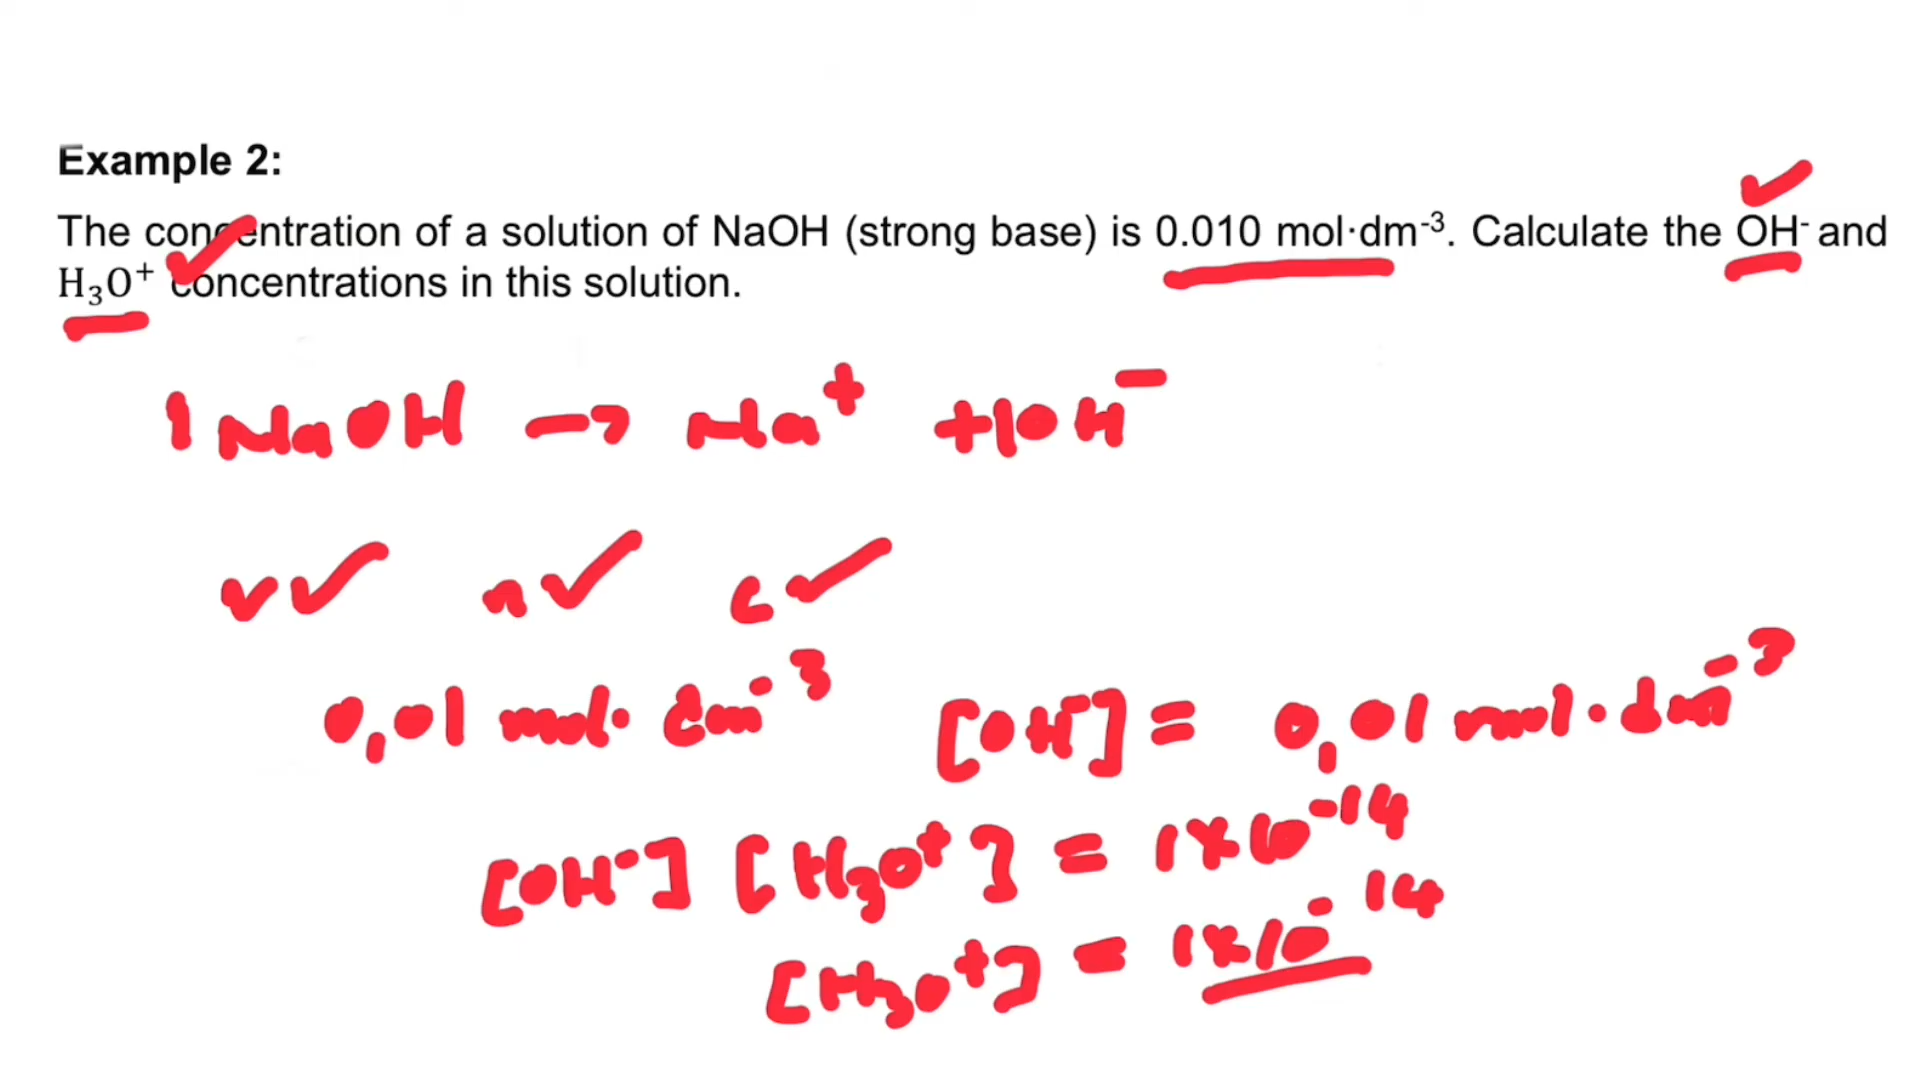 Example 2:
The concentration of a solution of NaOH (strong base) is 0.010 mol·dm⁻³. Calculate the OH⁻ and
H₃O⁺ concentrations in this solution.
1 NaOH → Na⁺ + 1OH⁻
v✓ n✓ c✓
0,01 mol·dm⁻³ [OH⁻] = 0,01 mol·dm⁻³
[OH⁻] [H₃O⁺] = 1×10⁻¹⁴
[H₃O⁺] = 1×10⁻¹⁴